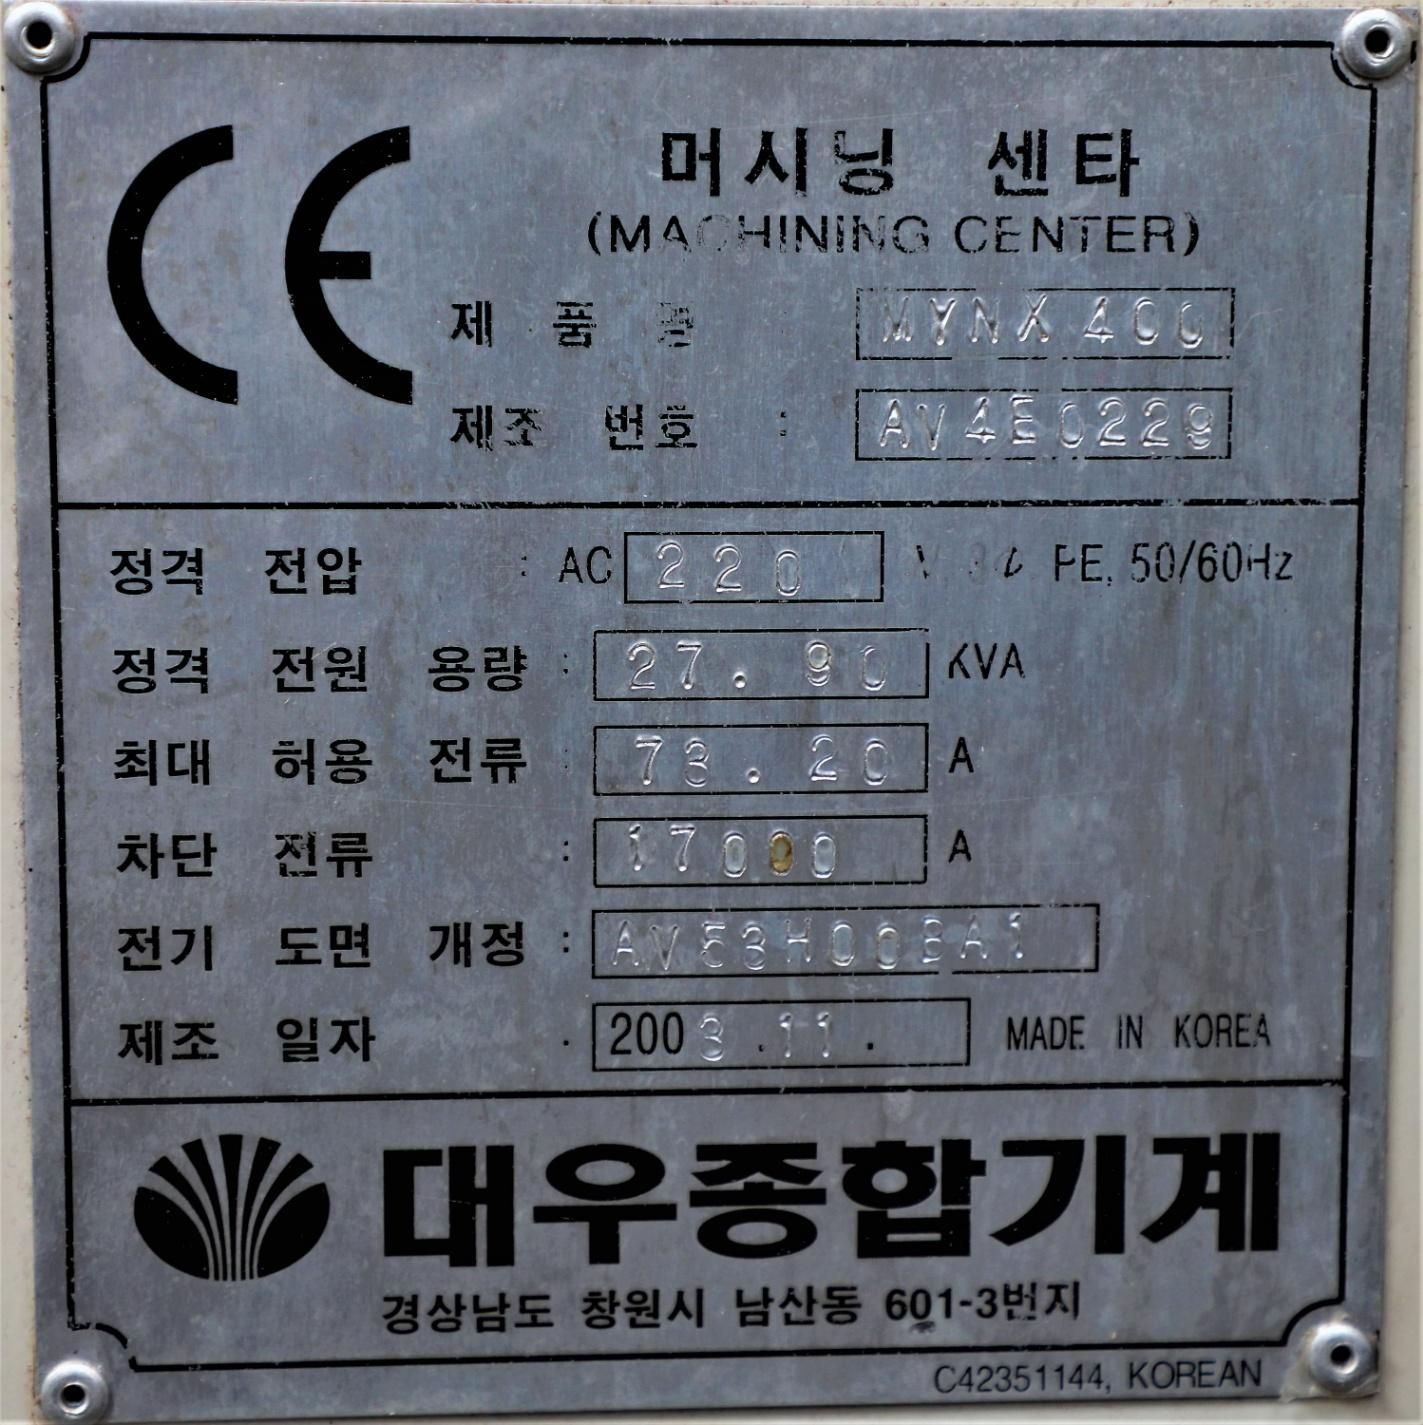 CE
머시닝 센타
(MACHINING CENTER)
제 품 명 MYNX 400
제조 번호 : AV4E0229
정격 전압 : AC 220 V 3Ø PE, 50/60Hz
정격 전원 용량 : 27.90 KVA
최대 허용 전류 : 73.20 A
차단 전류 : 17000 A
전기 도면 개정 : AV53H00BA1
제조 일자 : 2003.11. MADE IN KOREA
대우종합기계
경상남도 창원시 남산동 601-3번지
C42351144, KOREAN